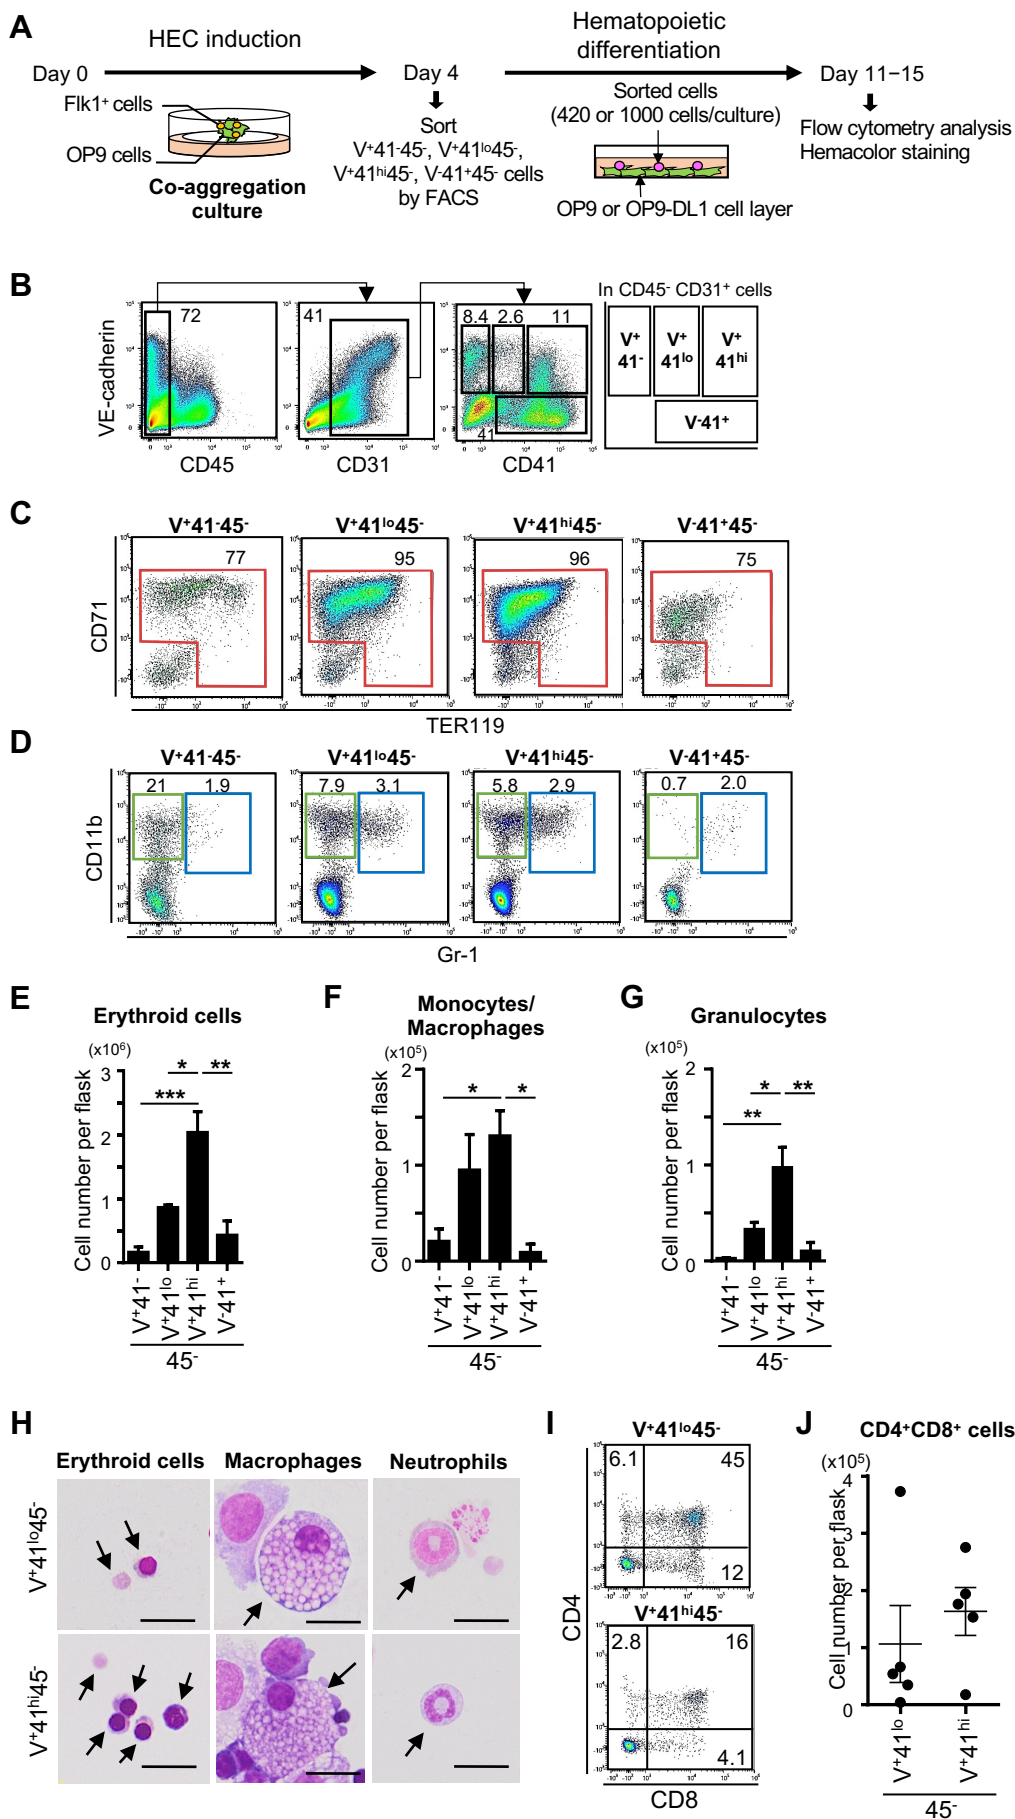 A
HEC induction
Hematopoietic
differentiation
Day 0
Day 4
Day 11–15
Flk1⁺ cells
OP9 cells
Co-aggregation
culture
Sort
V⁺41⁻45⁻, V⁺41ˡᵒ45⁻,
V⁺41ʰⁱ45⁻, V⁻41⁺45⁻ cells
by FACS
Sorted cells
(420 or 1000 cells/culture)
OP9 or OP9-DL1 cell layer
Flow cytometry analysis
Hemacolor staining
B
In CD45⁻ CD31⁺ cells
VE-cadherin
72
41
8.4 2.6 11
41
CD45
CD31
CD41
V⁺
41⁻
V⁺
41ˡᵒ
V⁺
41ʰⁱ
V⁻41⁺
C
V⁺41⁻45⁻ V⁺41ˡᵒ45⁻ V⁺41ʰⁱ45⁻ V⁻41⁺45⁻
77 95 96 75
CD71
TER119
D
V⁺41⁻45⁻ V⁺41ˡᵒ45⁻ V⁺41ʰⁱ45⁻ V⁻41⁺45⁻
21 1.9 7.9 3.1 5.8 2.9 0.7 2.0
CD11b
Gr-1
E
Erythroid cells
(x10⁶)
Cell number per flask
3
2
1
0
* **
***
V⁺41⁻ V⁺41ˡᵒ V⁺41ʰⁱ V⁻41⁺
45⁻
F
Monocytes/
Macrophages
(x10⁵)
Cell number per flask
2
1
0
* *
V⁺41⁻ V⁺41ˡᵒ V⁺41ʰⁱ V⁻41⁺
45⁻
G
Granulocytes
(x10⁵)
Cell number per flask
2
1
0
* **
**
V⁺41⁻ V⁺41ˡᵒ V⁺41ʰⁱ V⁻41⁺
45⁻
H
Erythroid cells Macrophages Neutrophils
V⁺41ˡᵒ45⁻
V⁺41ʰⁱ45⁻
I
V⁺41ˡᵒ45⁻
6.1 45
12
V⁺41ʰⁱ45⁻
2.8 16
4.1
CD4
CD8
J
CD4⁺CD8⁺ cells
(x10⁵)
Cell number per flask
4
3
2
1
0
V⁺41ˡᵒ V⁺41ʰⁱ
45⁻